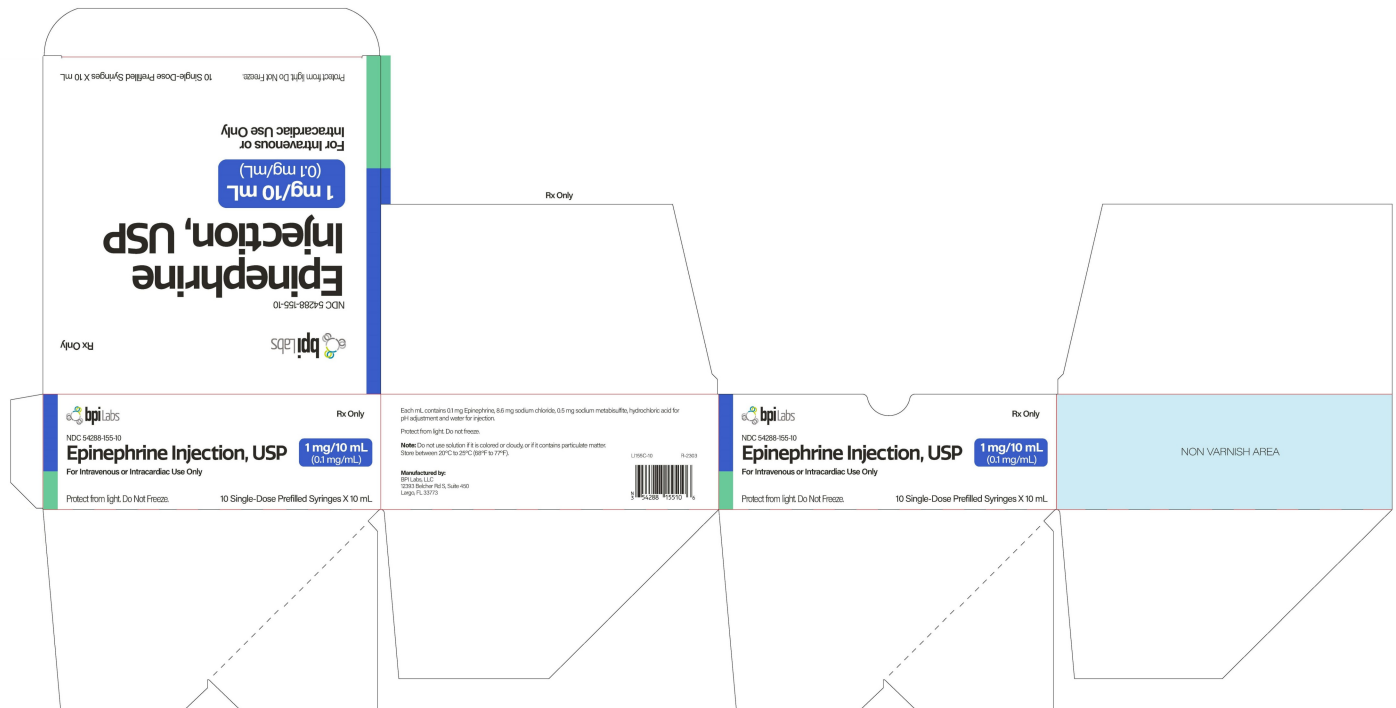 Rx Only
bpi Labs
NDC 54288-155-10
Epinephrine
Injection, USP
1 mg/10 mL
(0.1 mg/mL)
For Intravenous or
Intracardiac Use Only
Protect from light. Do Not Freeze.
10 Single-Dose Prefilled Syringes X 10 mL
Rx Only
bpi Labs
Rx Only
NDC 54288-155-10
Epinephrine Injection, USP
1 mg/10 mL
(0.1 mg/mL)
For Intravenous or Intracardiac Use Only
Protect from light. Do Not Freeze.
10 Single-Dose Prefilled Syringes X 10 mL
Each mL contains 0.1 mg Epinephrine, 8.6 mg sodium chloride, 0.5 mg sodium metabisulfite, hydrochloric acid for
pH adjustment and water for injection.
Protect from light. Do not freeze.
Note: Do not use solution if it is colored or cloudy, or if it contains particulate matter.
Store between 20°C to 25°C (68°F to 77°F).
Manufactured by:
BPI Labs, LLC
12393 Belcher Rd S, Suite 450
Largo, FL 33773
L155C-10
R-2303
N
3 54288 15510 6
bpi Labs
Rx Only
NDC 54288-155-10
Epinephrine Injection, USP
1 mg/10 mL
(0.1 mg/mL)
For Intravenous or Intracardiac Use Only
Protect from light. Do Not Freeze.
10 Single-Dose Prefilled Syringes X 10 mL
NON VARNISH AREA